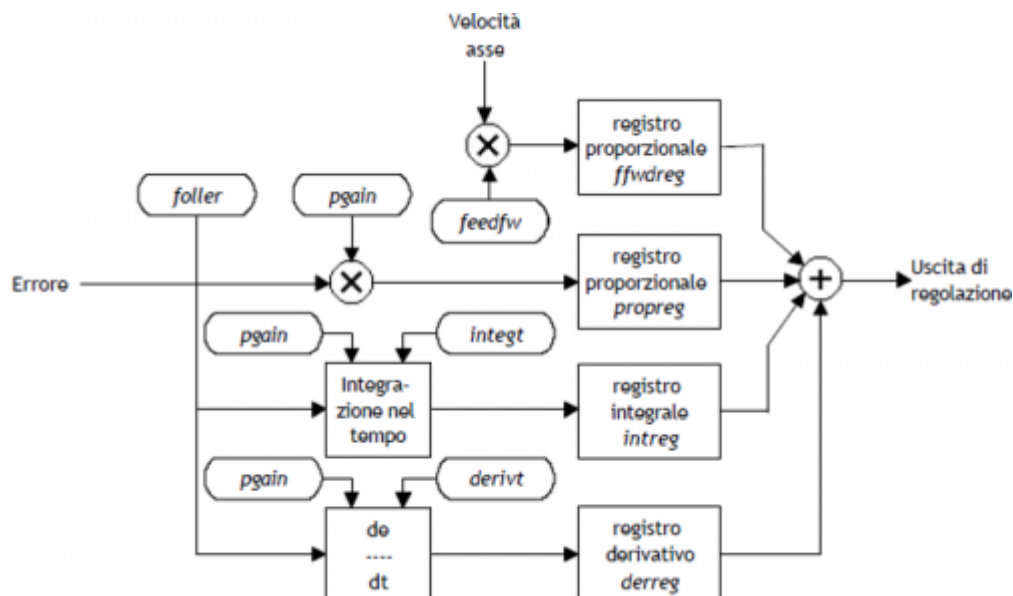 Velocità
asse
registro
proporzionale
ffwdreg
foller
pgain
feedfw
Errore
registro
proporzionale
propreg
Uscita di
regolazione
pgain
integt
Integra-
zione nel
tempo
registro
integrale
intreg
pgain
derivt
de
----
dt
registro
derivativo
derreg